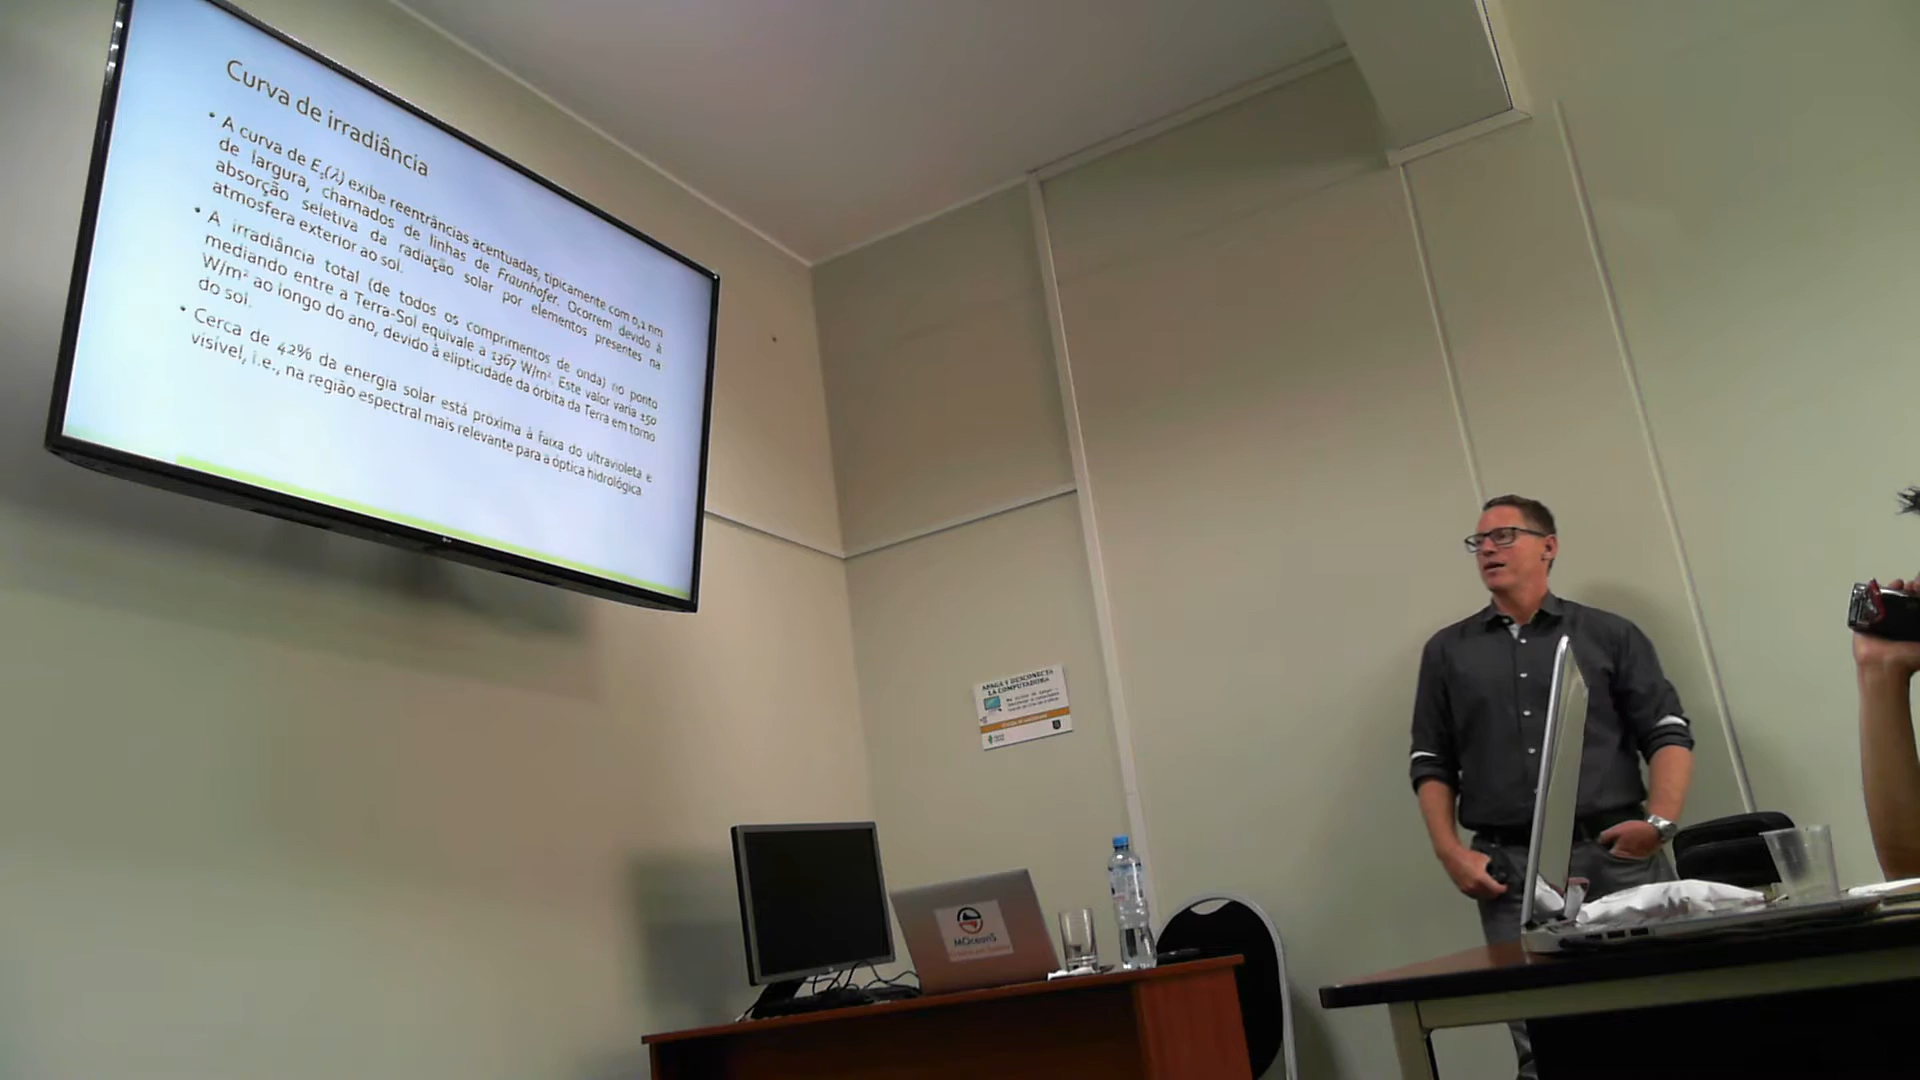 Curva de irradiância
• A curva de Es(λ) exibe reentrâncias acentuadas, tipicamente com 0,1 nm
de largura, chamados de linhas de Fraunhofer. Ocorrem devido à
absorção seletiva da radiação solar por elementos presentes na
atmosfera exterior ao sol.
• A irradiância total (de todos os comprimentos de onda) no ponto
mediando entre a Terra-Sol equivale a 1367 W/m². Este valor varia ±50
W/m² ao longo do ano, devido à elipticidade da órbita da Terra em torno
do sol.
• Cerca de 42% da energia solar está próxima à faixa do ultravioleta e
visível, i.e., na região espectral mais relevante para a óptica hidrológica.
APAGA Y DESCONECTA
LA COMPUTADORA
MOceanS